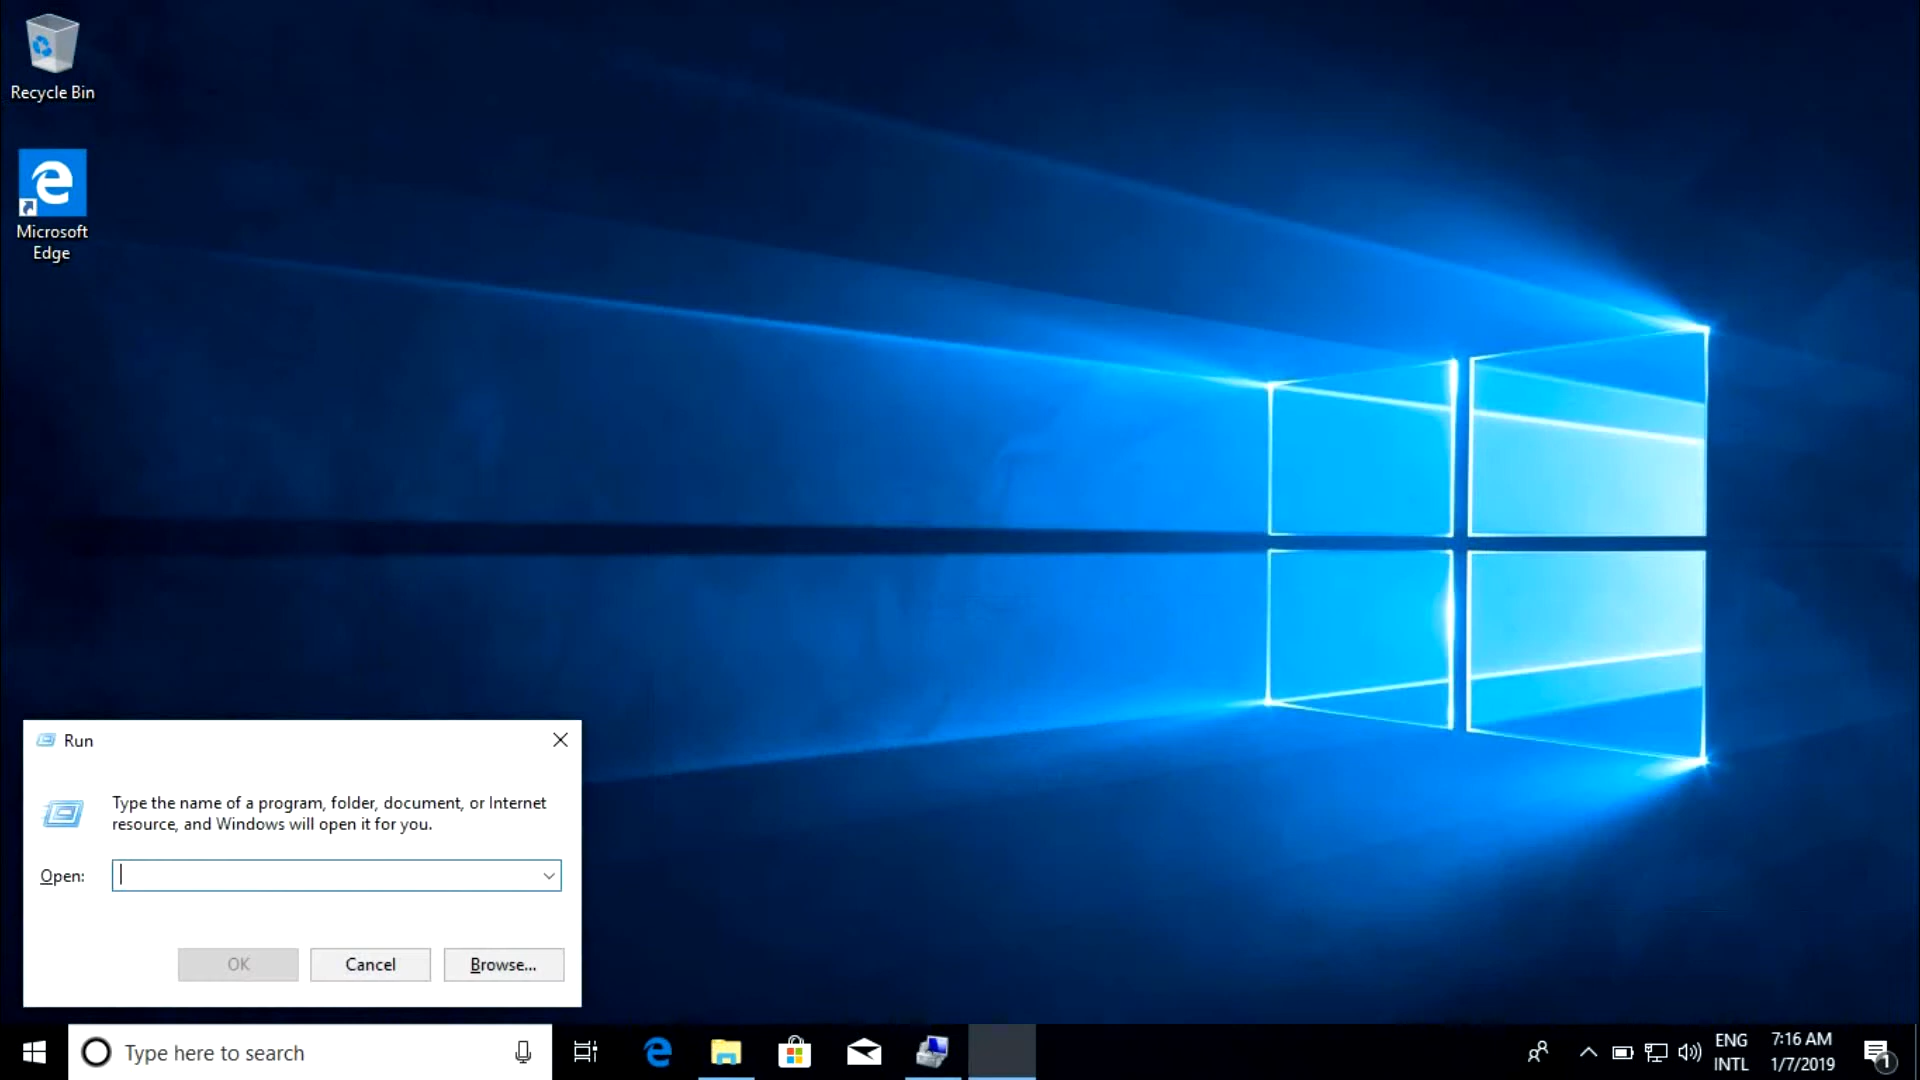 Recycle Bin
Microsoft
Edge
Run
Type the name of a program, folder, document, or Internet
resource, and Windows will open it for you.
Open:
OK
Cancel
Browse...
Type here to search
ENG
INTL
7:16 AM
1/7/2019
1